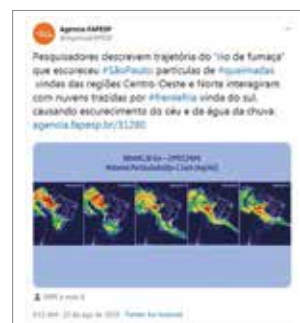 Agência FAPESP
@AgenciaFAPESP
Pesquisadores descrevem trajetória do "rio de fumaça"
que escureceu #SãoPaulo: partículas de #queimadas
vindas das regiões Centro-Oeste e Norte interagiram
com nuvens trazidas por #frentefria vinda do sul,
causando escurecimento do céu e da água da chuva:
agencia.fapesp.br/31280